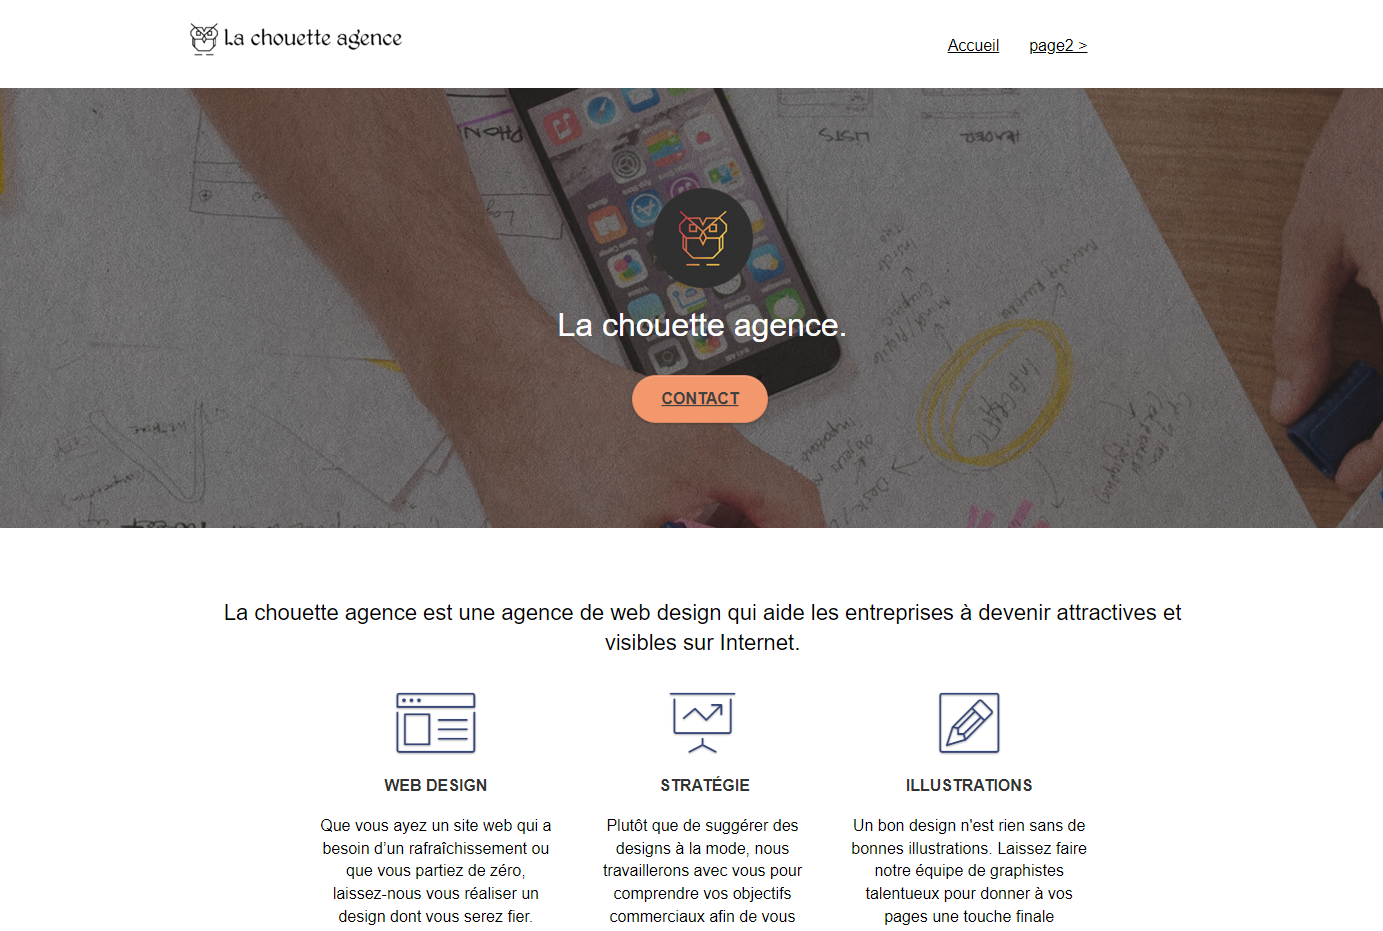 La chouette agence
Accueil page2 >
PHON
LISTS
HEADER
La chouette agence.
CONTACT
La chouette agence est une agence de web design qui aide les entreprises à devenir attractives et
visibles sur Internet.
WEB DESIGN
Que vous ayez un site web qui a
besoin d’un rafraîchissement ou
que vous partiez de zéro,
laissez-nous vous réaliser un
design dont vous serez fier.
STRATÉGIE
Plutôt que de suggérer des
designs à la mode, nous
travaillerons avec vous pour
comprendre vos objectifs
commerciaux afin de vous
ILLUSTRATIONS
Un bon design n'est rien sans de
bonnes illustrations. Laissez faire
notre équipe de graphistes
talentueux pour donner à vos
pages une touche finale